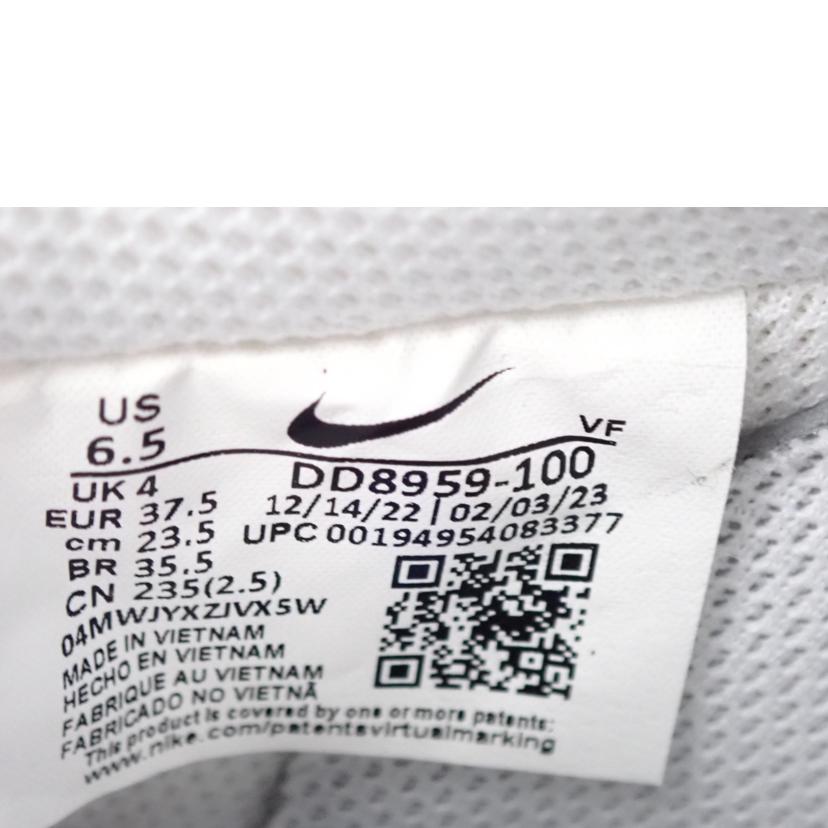 US
6.5
VF
DD8959-100
12/14/22 | 02/03/23
UPC 00194954083377
UK 4
EUR 37.5
cm 23.5
BR 35.5
CN 235(2.5)
04MWJYXZJVX5W
MADE IN VIETNAM
HECHO EN VIETNAM
FABRIQUE AU VIETNAM
FABRICADO NO VIETNÃ
This product is covered by one or more patents:
www.nike.com/patentsvirtualmarking